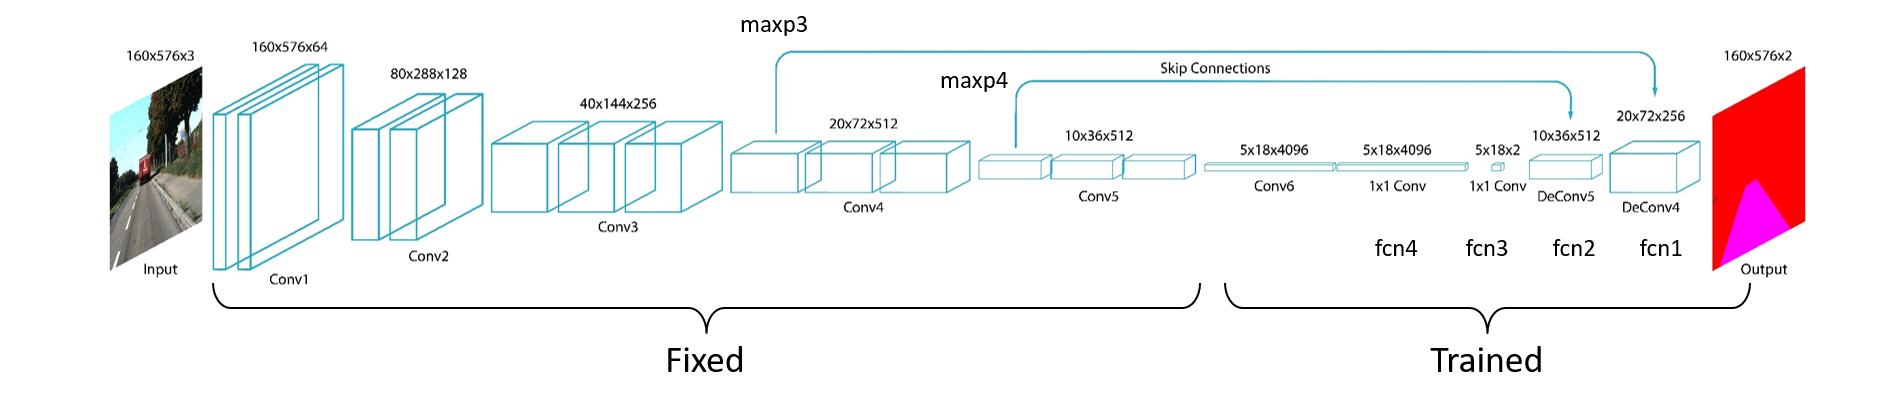 maxp3
160x576x3
160x576x64
80x288x128
40x144x256
20x72x512
maxp4
Skip Connections
10x36x512
5x18x4096
5x18x4096
5x18x2
10x36x512
20x72x256
160x576x2
Input
Conv1
Conv2
Conv3
Conv4
Conv5
Conv6
1x1 Conv
1x1 Conv
DeConv5
DeConv4
Output
fcn4
fcn3
fcn2
fcn1
Fixed
Trained